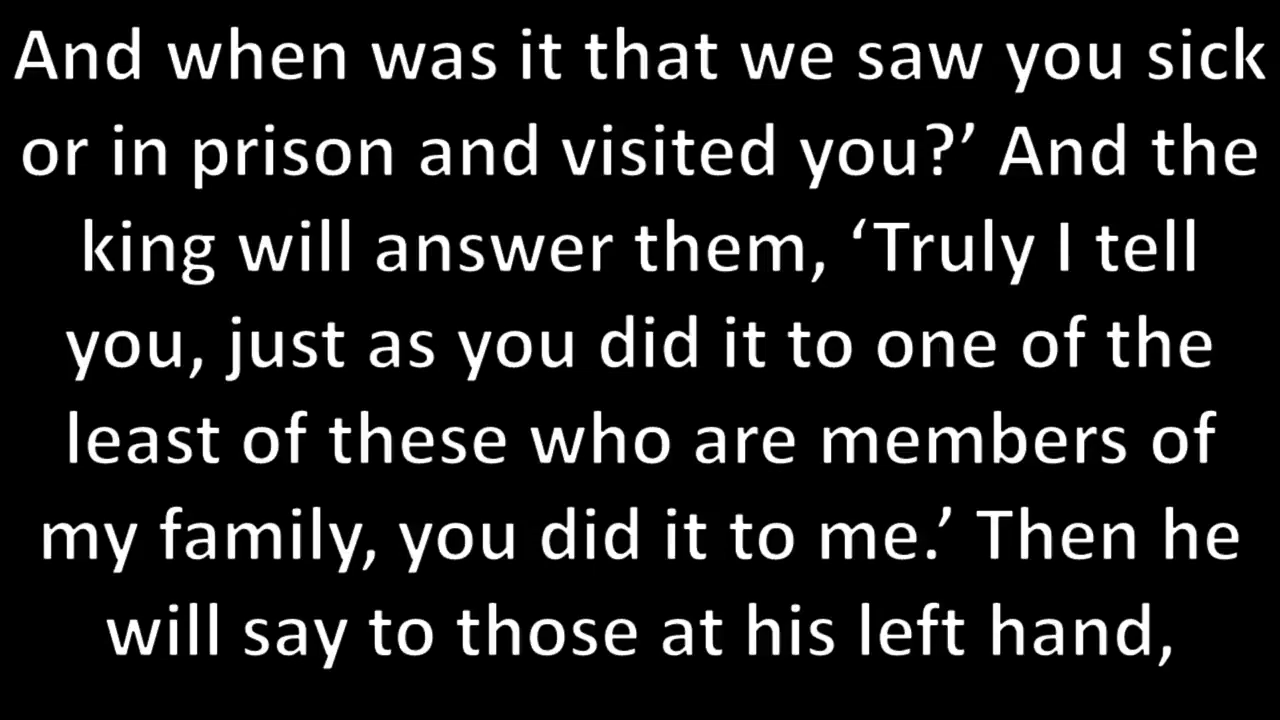 And when was it that we saw you sick
or in prison and visited you?’ And the
king will answer them, ‘Truly I tell
you, just as you did it to one of the
least of these who are members of
my family, you did it to me.’ Then he
will say to those at his left hand,